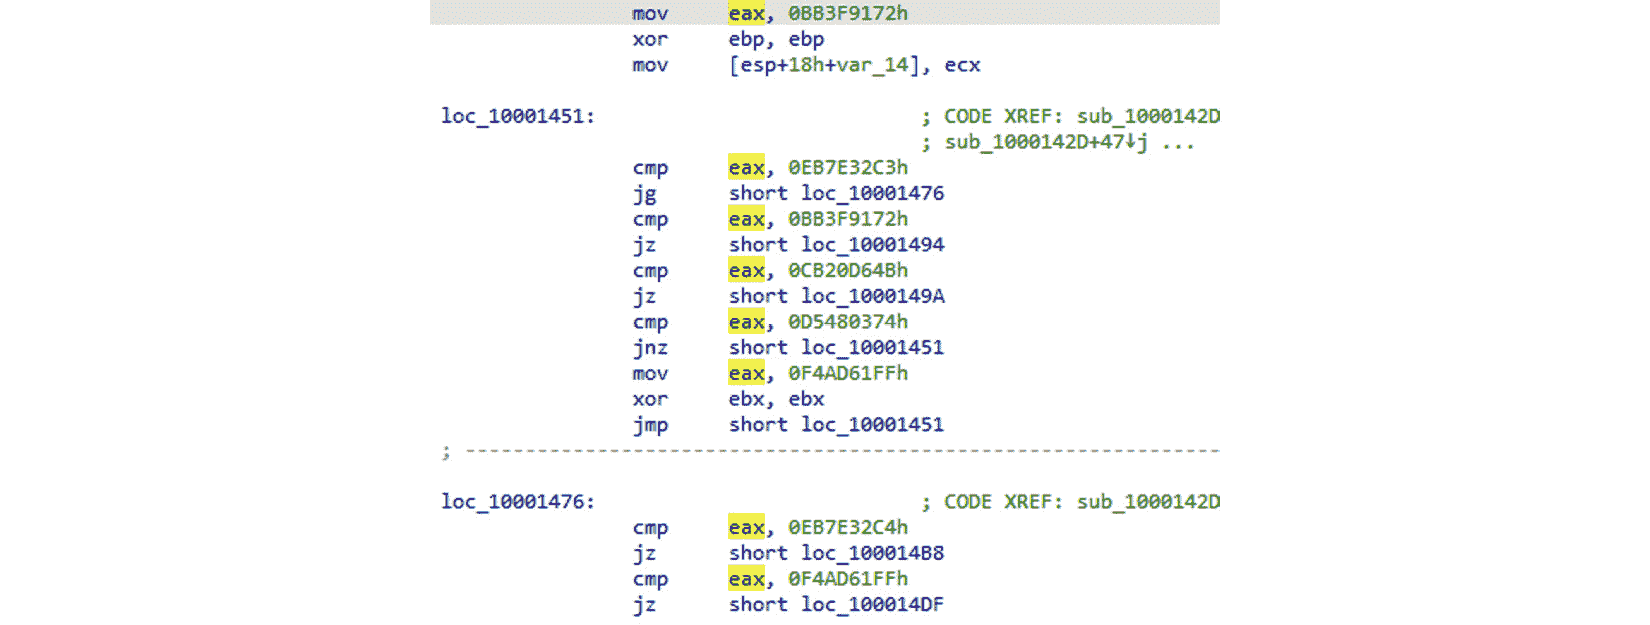 mov eax, 0BB3F9172h
xor ebp, ebp
mov [esp+18h+var_14], ecx
loc_10001451: ; CODE XREF: sub_1000142D
; sub_1000142D+47↓j ...
cmp eax, 0EB7E32C3h
jg short loc_10001476
cmp eax, 0BB3F9172h
jz short loc_10001494
cmp eax, 0CB20D64Bh
jz short loc_1000149A
cmp eax, 0D5480374h
jnz short loc_10001451
mov eax, 0F4AD61FFh
xor ebx, ebx
jmp short loc_10001451
; ---------------------------------------------------------------
loc_10001476: ; CODE XREF: sub_1000142D
cmp eax, 0EB7E32C4h
jz short loc_100014B8
cmp eax, 0F4AD61FFh
jz short loc_100014DF